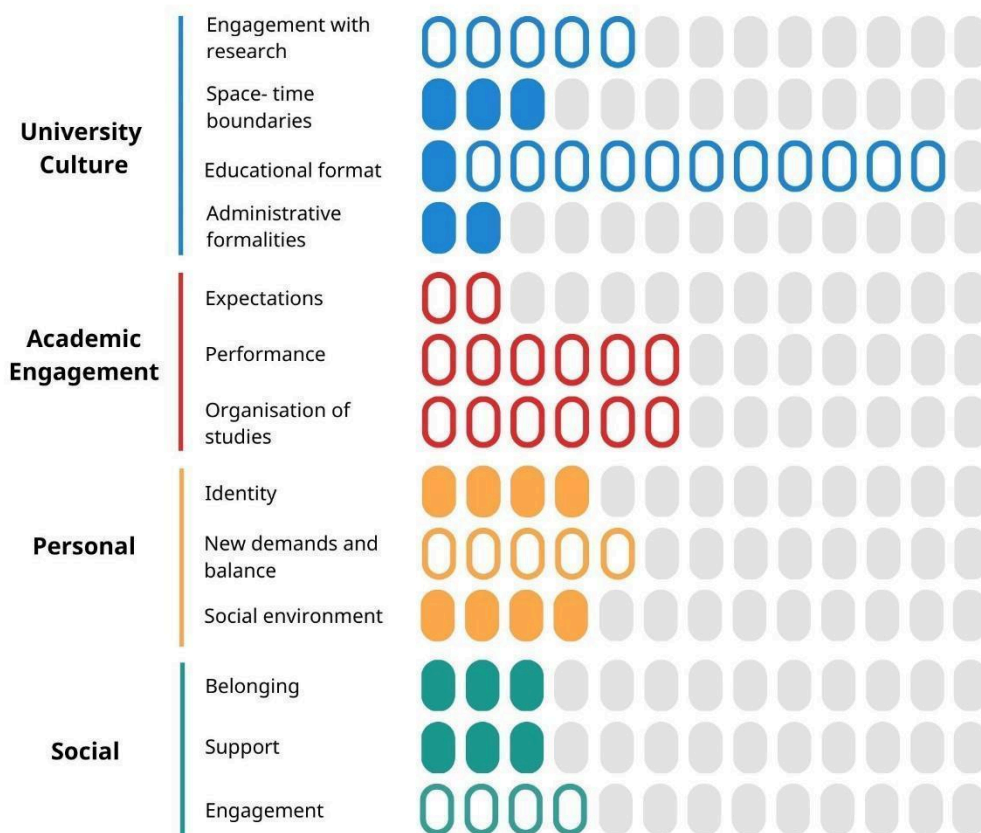 University
Culture
Engagement with
research
Space- time
boundaries
Educational format
Administrative
formalities
Academic
Engagement
Expectations
Performance
Organisation of
studies
Personal
Identity
New demands and
balance
Social environment
Social
Belonging
Support
Engagement